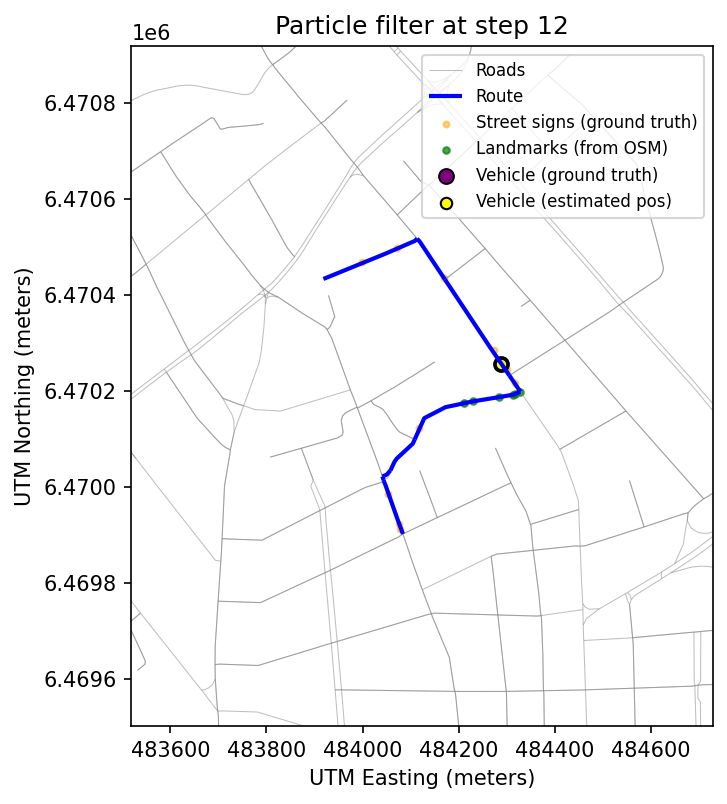 Particle filter at step 12
1e6
Roads
Route
Street signs (ground truth)
Landmarks (from OSM)
Vehicle (ground truth)
Vehicle (estimated pos)
6.4708
6.4706
6.4704
6.4702
6.4700
6.4698
6.4696
UTM Northing (meters)
483600 483800 484000 484200 484400 484600
UTM Easting (meters)